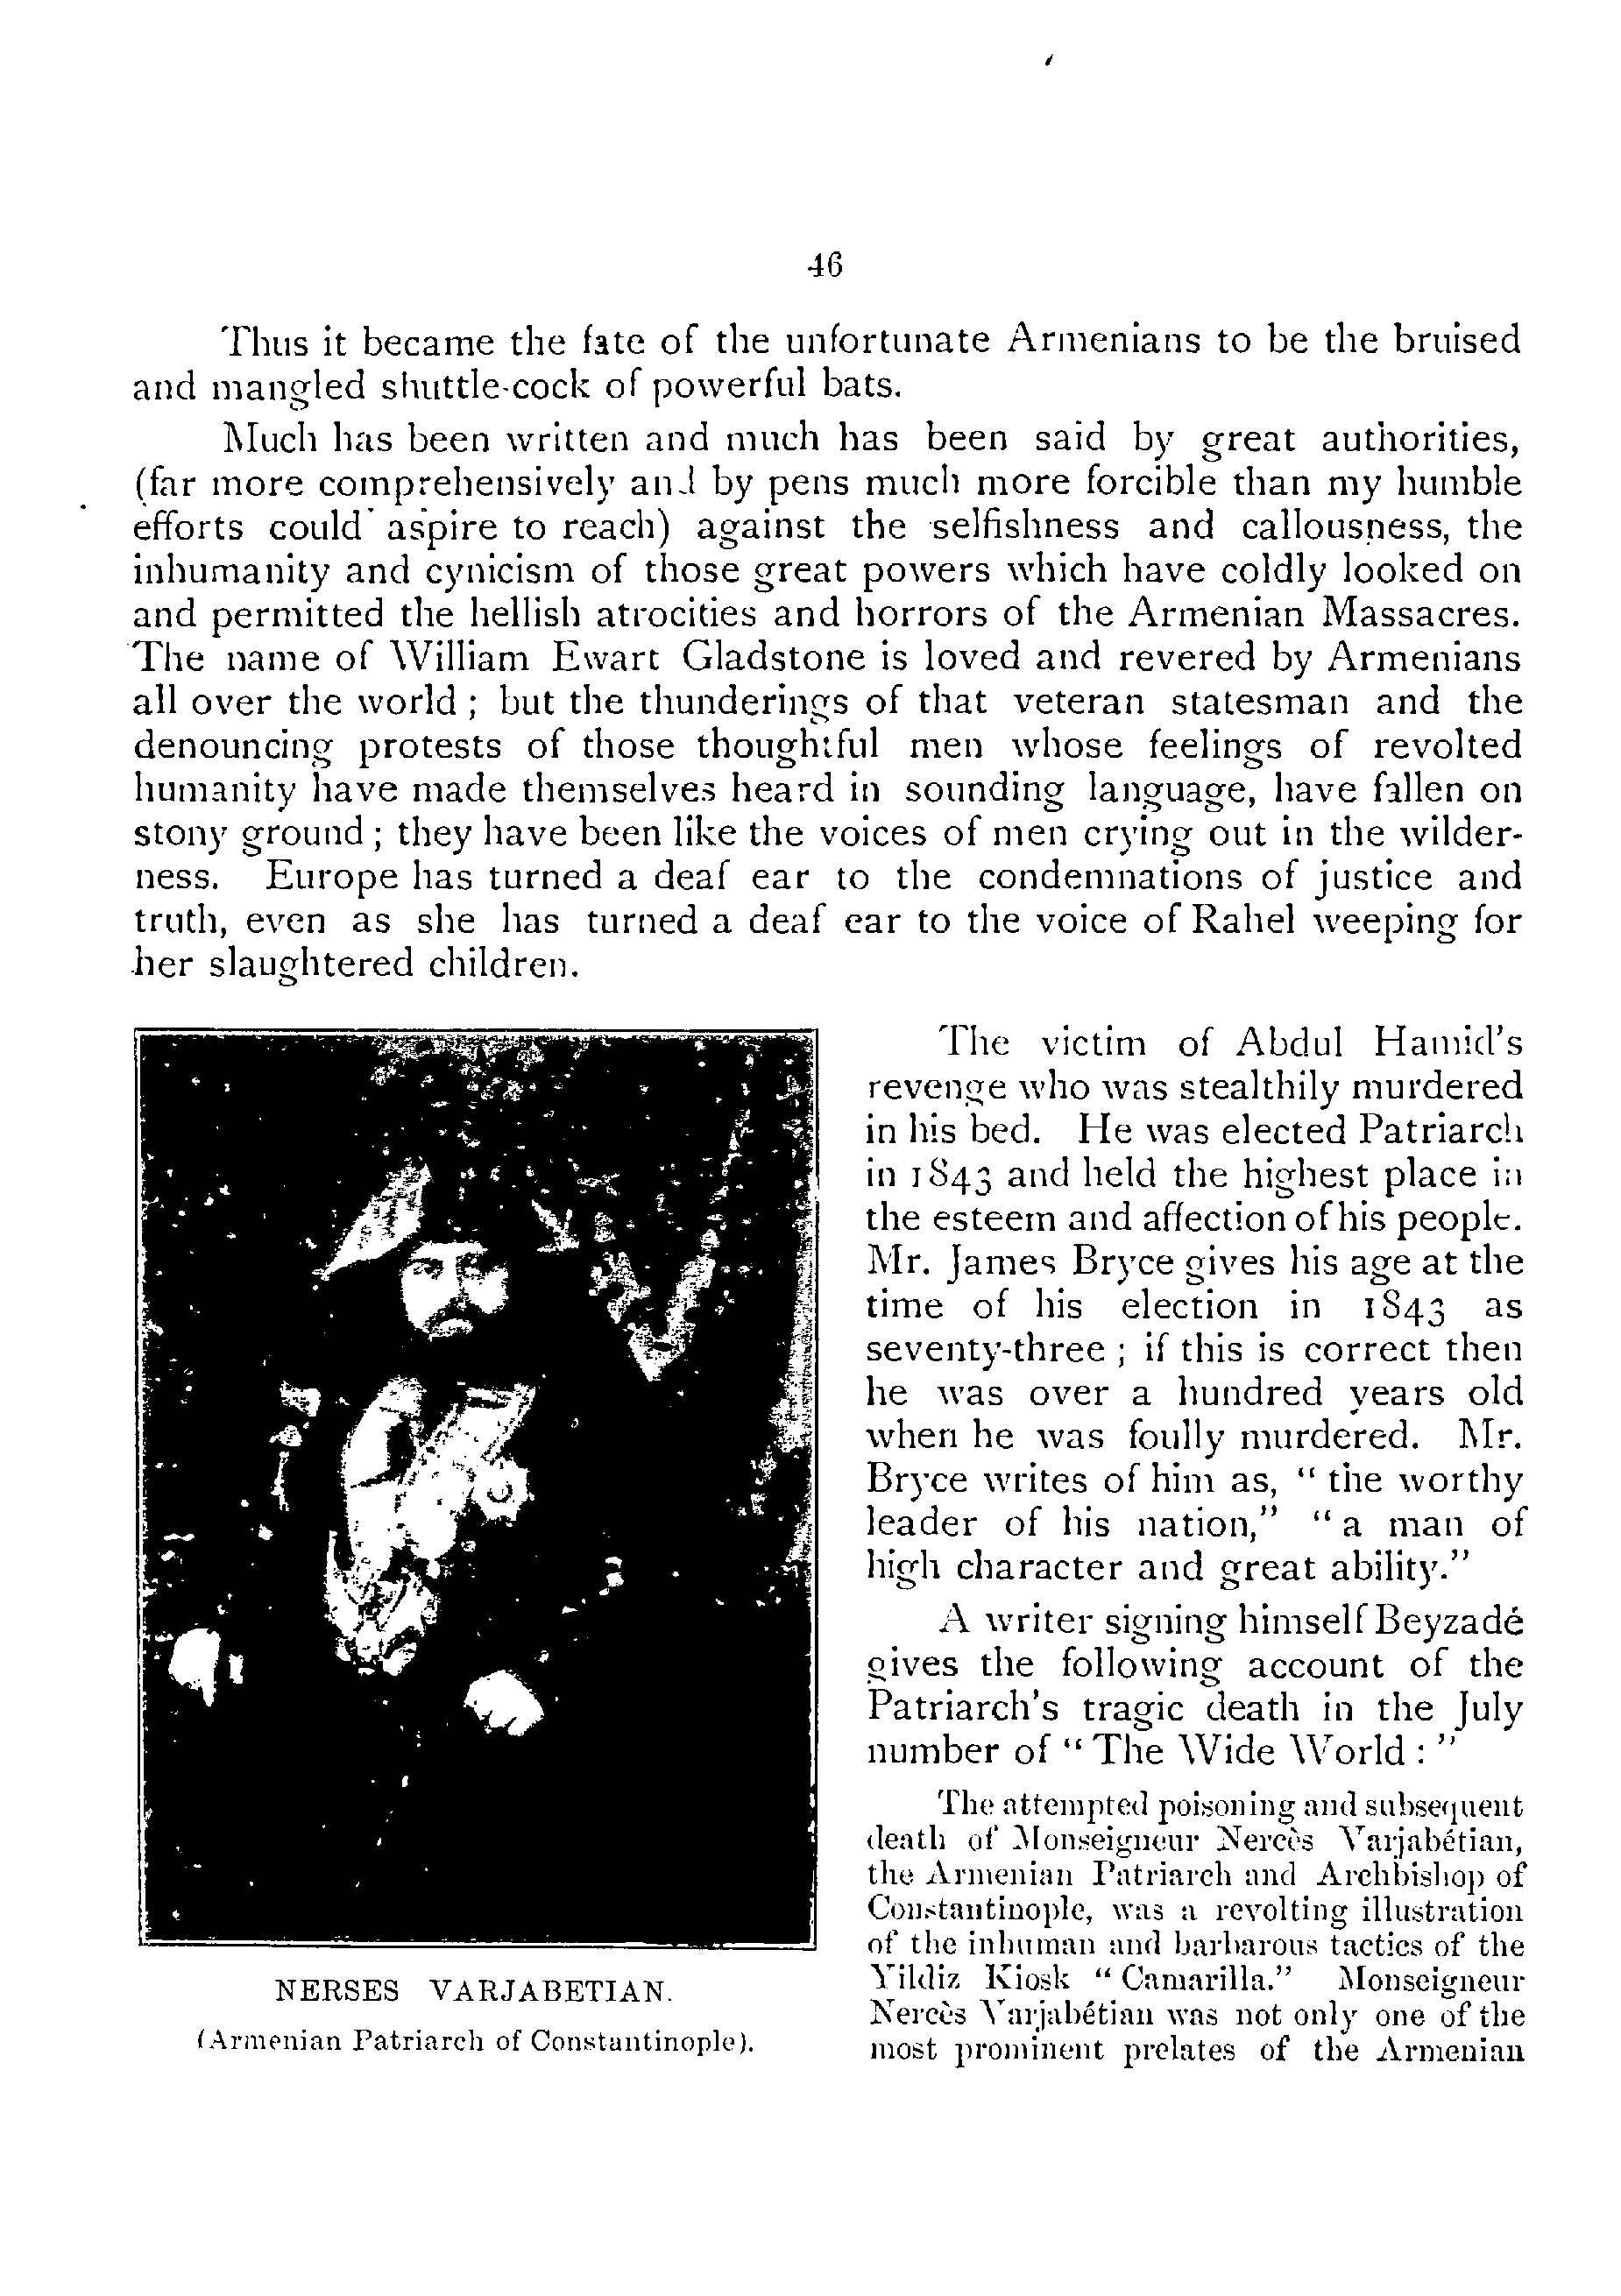 46
Thus it became the fate of the unfortunate Armenians to be the bruised
and mangled shuttle-cock of powerful bats.
Much has been written and much has been said by great authorities,
(far more comprehensively and by pens much more forcible than my humble
efforts could aspire to reach) against the selfishness and callousness, the
inhumanity and cynicism of those great powers which have coldly looked on
and permitted the hellish atrocities and horrors of the Armenian Massacres.
The name of William Ewart Gladstone is loved and revered by Armenians
all over the world ; but the thunderings of that veteran statesman and the
denouncing protests of those thoughtful men whose feelings of revolted
humanity have made themselves heard in sounding language, have fallen on
stony ground ; they have been like the voices of men crying out in the wilder-
ness. Europe has turned a deaf ear to the condemnations of justice and
truth, even as she has turned a deaf ear to the voice of Rahel weeping for
her slaughtered children.
The victim of Abdul Hamid's
revenge who was stealthily murdered
in his bed. He was elected Patriarch
in 1843 and held the highest place in
the esteem and affection of his people.
Mr. James Bryce gives his age at the
time of his election in 1843 as
seventy-three ; if this is correct then
he was over a hundred years old
when he was foully murdered. Mr.
Bryce writes of him as, " the worthy
leader of his nation," " a man of
high character and great ability."
A writer signing himself Beyzadé
gives the following account of the
Patriarch's tragic death in the July
number of " The Wide World : "
The attempted poisoning and subsequent
death of Monseigneur Nercès Varjabétian,
the Armenian Patriarch and Archbishop of
Constantinople, was a revolting illustration
of the inhuman and barbarous tactics of the
Yildiz Kiosk " Camarilla." Monseigneur
Nercès Varjabétian was not only one of the
most prominent prelates of the Armenian
NERSES VARJABETIAN.
(Armenian Patriarch of Constantinople).